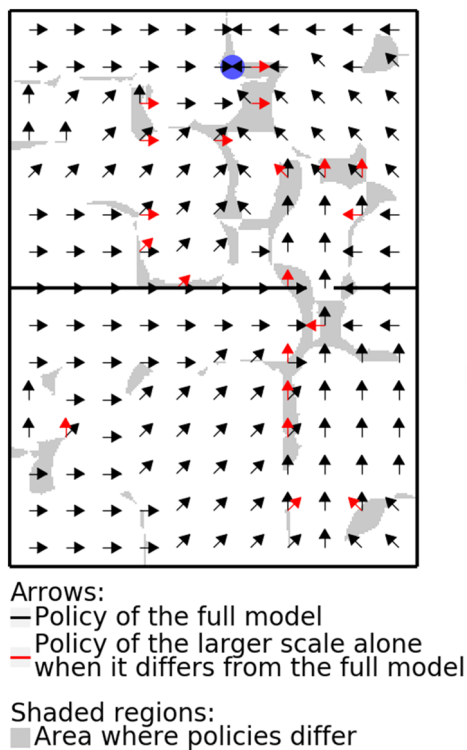 Arrows:
Policy of the full model
Policy of the larger scale alone
when it differs from the full model
Shaded regions:
Area where policies differ